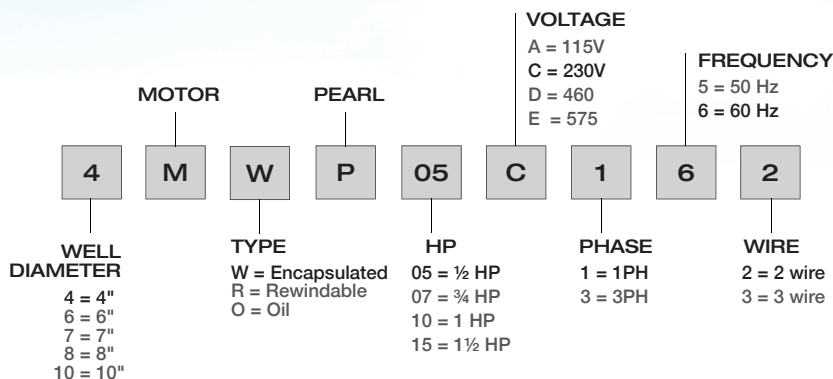 VOLTAGE
A = 115V
C = 230V
D = 460
E = 575
FREQUENCY
5 = 50 Hz
6 = 60 Hz
MOTOR
PEARL
4 M W P 05 C 1 6 2
WELL
DIAMETER
4 = 4"
6 = 6"
7 = 7"
8 = 8"
10 = 10"
TYPE
W = Encapsulated
R = Rewindable
O = Oil
HP
05 = ½ HP
07 = ¾ HP
10 = 1 HP
15 = 1½ HP
PHASE
1 = 1PH
3 = 3PH
WIRE
2 = 2 wire
3 = 3 wire